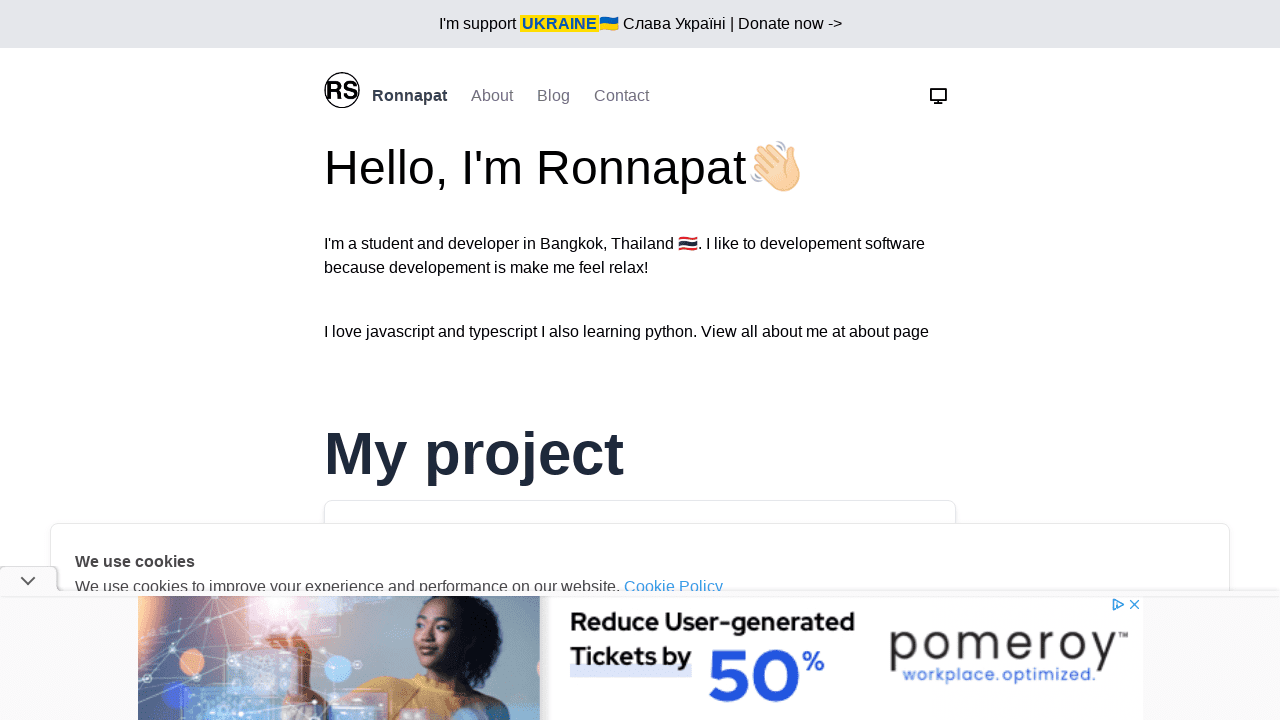 I'm support UKRAINE🇺🇦 Слава Україні | Donate now ->
RS Ronnapat About Blog Contact
Hello, I'm Ronnapat👋🏻
I'm a student and developer in Bangkok, Thailand 🇹🇭. I like to developement software
because developement is make me feel relax!
I love javascript and typescript I also learning python. View all about me at about page
My project
We use cookies
We use cookies to improve your experience and performance on our website. Cookie Policy
Reduce User-generated
Tickets by 50%
pomeroy™
workplace.optimized.